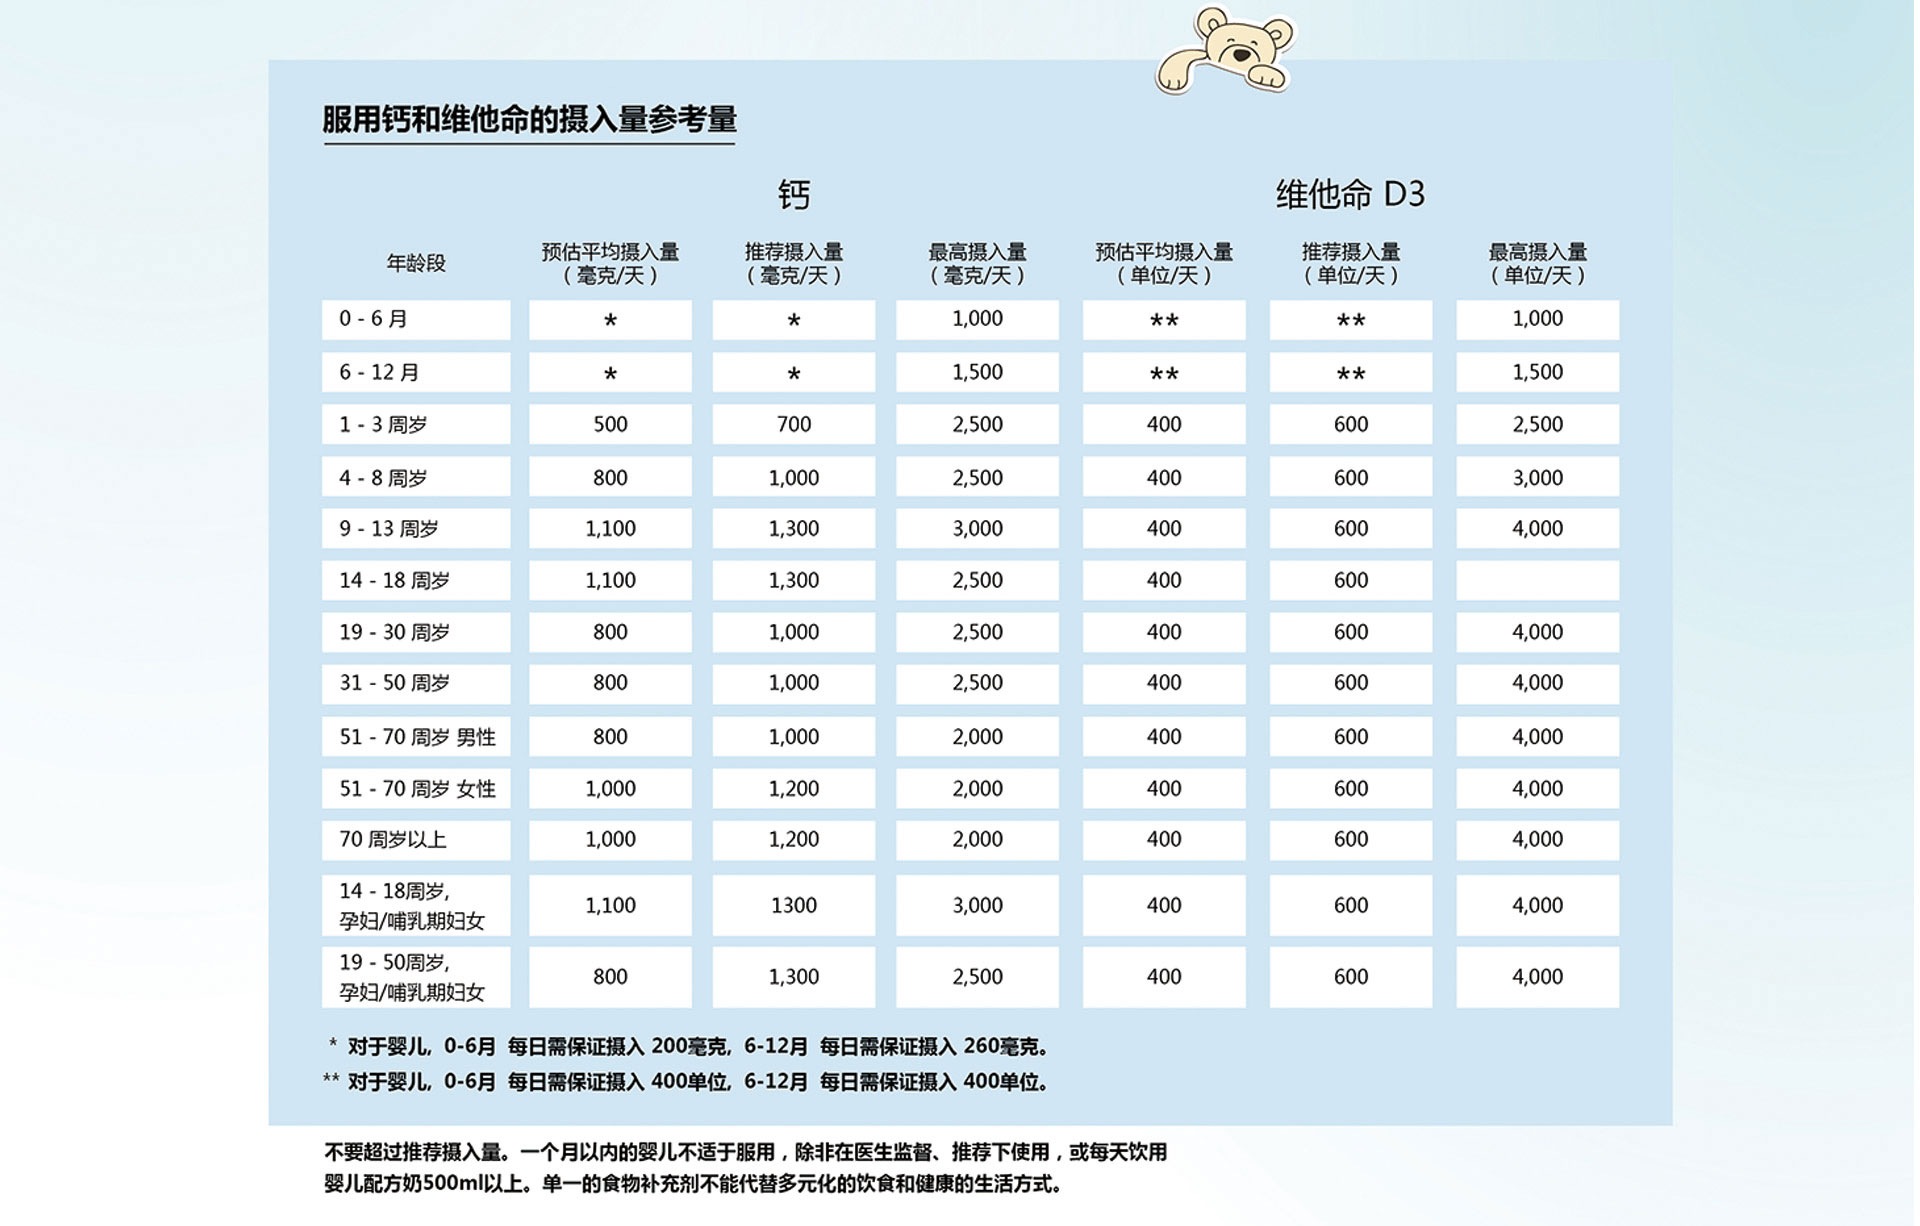 服用钙和维他命的摄入量参考量
钙 维他命 D3
年龄段 预估平均摄入量（毫克/天） 推荐摄入量（毫克/天） 最高摄入量（毫克/天） 预估平均摄入量（单位/天） 推荐摄入量（单位/天） 最高摄入量（单位/天）
0 - 6 月 * * 1,000 ** ** 1,000
6 - 12 月 * * 1,500 ** ** 1,500
1 - 3 周岁 500 700 2,500 400 600 2,500
4 - 8 周岁 800 1,000 2,500 400 600 3,000
9 - 13 周岁 1,100 1,300 3,000 400 600 4,000
14 - 18 周岁 1,100 1,300 2,500 400 600
19 - 30 周岁 800 1,000 2,500 400 600 4,000
31 - 50 周岁 800 1,000 2,500 400 600 4,000
51 - 70 周岁 男性 800 1,000 2,000 400 600 4,000
51 - 70 周岁 女性 1,000 1,200 2,000 400 600 4,000
70 周岁以上 1,000 1,200 2,000 400 600 4,000
14 - 18周岁,
孕妇/哺乳期妇女 1,100 1300 3,000 400 600 4,000
19 - 50周岁,
孕妇/哺乳期妇女 800 1,300 2,500 400 600 4,000
* 对于婴儿, 0-6月 每日需保证摄入 200毫克, 6-12月 每日需保证摄入 260毫克。
** 对于婴儿, 0-6月 每日需保证摄入 400单位, 6-12月 每日需保证摄入 400单位。
不要超过推荐摄入量。一个月以内的婴儿不适于服用，除非在医生监督、推荐下使用，或每天饮用
婴儿配方奶500ml以上。单一的食物补充剂不能代替多元化的饮食和健康的生活方式。